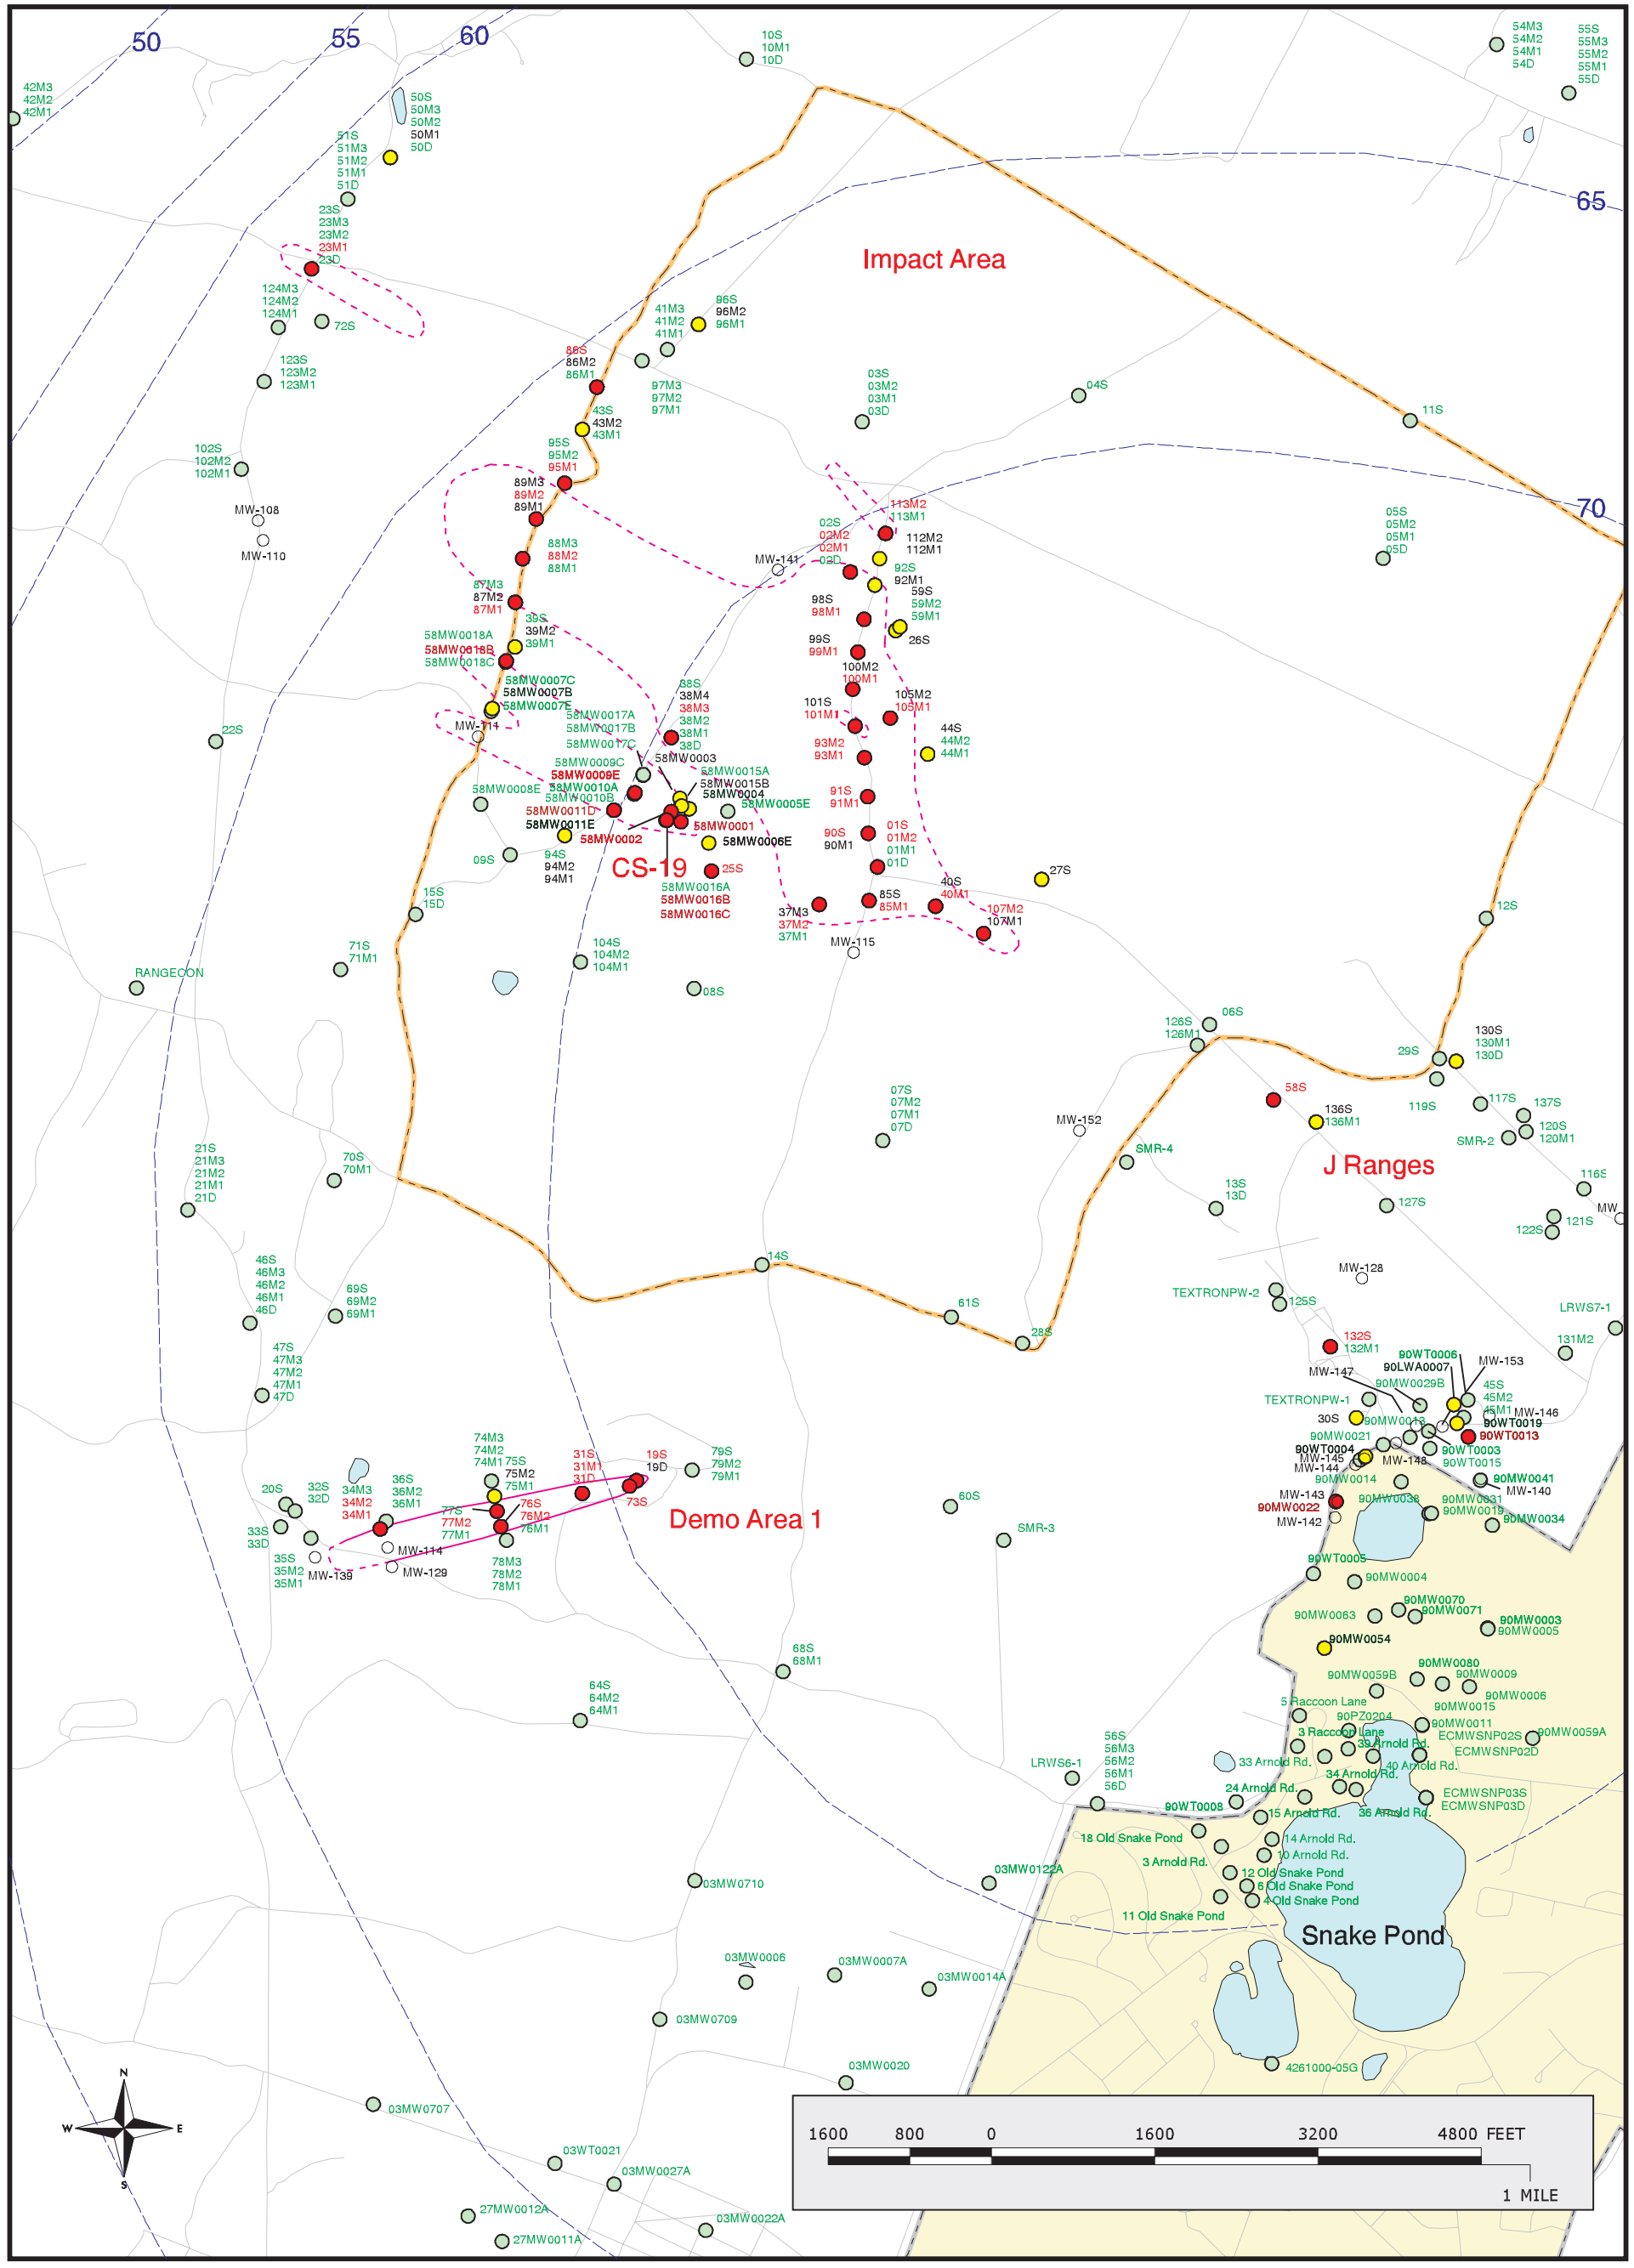 50
55
60
65
70
10S
10M1
10D
54M3
54M2
54M1
54D
55S
55M3
55M2
55M1
55D
42M3
42M2
42M1
50S
50M3
50M2
50M1
50D
51S
51M3
51M2
51M1
51D
23S
23M3
23M2
23M1
23D
Impact Area
124M3
124M2
124M1
72S
123S
123M2
123M1
41M3
41M2
41M1
96S
96M2
96M1
86S
86M2
86M1
97M3
97M2
97M1
03S
03M2
03M1
03D
04S
11S
43S
43M2
43M1
95S
95M2
95M1
102S
102M2
102M1
89M3
89M2
89M1
MW-108
MW-110
88M3
88M2
88M1
MW-141
02S
02M2
02M1
02D
113M2
113M1
112M2
112M1
05S
05M2
05M1
05D
92S
92M1
59S
59M2
59M1
26S
87M3
87M2
87M1
39S
39M2
39M1
98S
98M1
58MW0018A
58MW0018B
58MW0018C
99S
99M1
100M2
100M1
58MW0007C
58MW0007B
58MW0007E
MW-111
38S
38M4
38M3
38M2
38M1
38D
101S
101M1
105M2
105M1
58MW0017A
58MW0017B
58MW0017C
22S
44S
44M2
44M1
93M2
93M1
58MW0003
58MW0009C
58MW0009E
58MW0010A
58MW0010B
58MW0011D
58MW0011E
58MW0015A
58MW0015B
58MW0004
58MW0005E
58MW0008E
58MW0002
58MW0001
58MW0006E
91S
91M1
90S
90M1
01S
01M2
01M1
01D
09S
94S
94M2
94M1
CS-19
25S
58MW0016A
58MW0016B
58MW0016C
27S
15S
15D
37M3
37M2
37M1
85S
85M1
40S
40M1
107M2
107M1
12S
MW-115
71S
71M1
104S
104M2
104M1
RANGECON
08S
06S
126S
126M1
130S
130M1
130D
29S
58S
119S
117S
137S
136S
136M1
120S
120M1
SMR-2
07S
07M2
07M1
07D
MW-152
SMR-4
J Ranges
21S
21M3
21M2
21M1
21D
70S
70M1
13S
13D
116S
127S
MW
121S
122S
46S
46M3
46M2
46M1
46D
14S
MW-128
TEXTRONPW-2
125S
69S
69M2
69M1
61S
28S
LRWS7-1
47S
47M3
47M2
47M1
47D
132S
132M1
131M2
90WT0006
90LWA0007
MW-153
MW-147
90MW0029B
45S
45M2
45M1
TEXTRONPW-1
30S
90MW0013
MW-146
90WT0019
90WT0013
90MW0021
90WT0004
MW-145
MW-144
MW-148
90WT0003
90WT0015
90MW0014
90MW0041
MW-140
74M3
74M2
74M1
75S
75M2
75M1
31S
31M1
31D
19S
19D
79S
79M2
79M1
20S
32S
32D
34M3
34M2
34M1
36S
36M2
36M1
77S
77M2
77M1
76S
76M2
76M1
73S
Demo Area 1
60S
SMR-3
MW-143
90MW0022
MW-142
90MW0038
90MW0031
90MW0019
90MW0034
33S
33D
35S
35M2
35M1
MW-139
MW-114
MW-129
78M3
78M2
78M1
90WT0005
90MW0004
90MW0070
90MW0071
90MW0063
90MW0003
90MW0005
90MW0054
68S
68M1
90MW0080
90MW0009
90MW0059B
90MW0006
90MW0015
64S
64M2
64M1
5 Raccoon Lane
90PZ0204
90MW0011
3 Raccoon Lane
ECMWSNP02S
ECMWSNP02D
90MW0059A
39 Arnold Rd.
33 Arnold Rd.
40 Arnold Rd.
34 Arnold Rd.
56S
56M3
56M2
56M1
56D
LRWS6-1
24 Arnold Rd.
ECMWSNP03S
ECMWSNP03D
90WT0008
15 Arnold Rd.
36 Arnold Rd.
18 Old Snake Pond
14 Arnold Rd.
3 Arnold Rd.
10 Arnold Rd.
12 Old Snake Pond
6 Old Snake Pond
4 Old Snake Pond
11 Old Snake Pond
Snake Pond
03MW0710
03MW0122A
03MW0006
03MW0007A
03MW0014A
03MW0709
03MW0020
4261000-05G
03MW0707
03WT0021
03MW0027A
27MW0012A
27MW0011A
03MW0022A
N
W
E
S
1600 800 0 1600 3200 4800 FEET
1 MILE